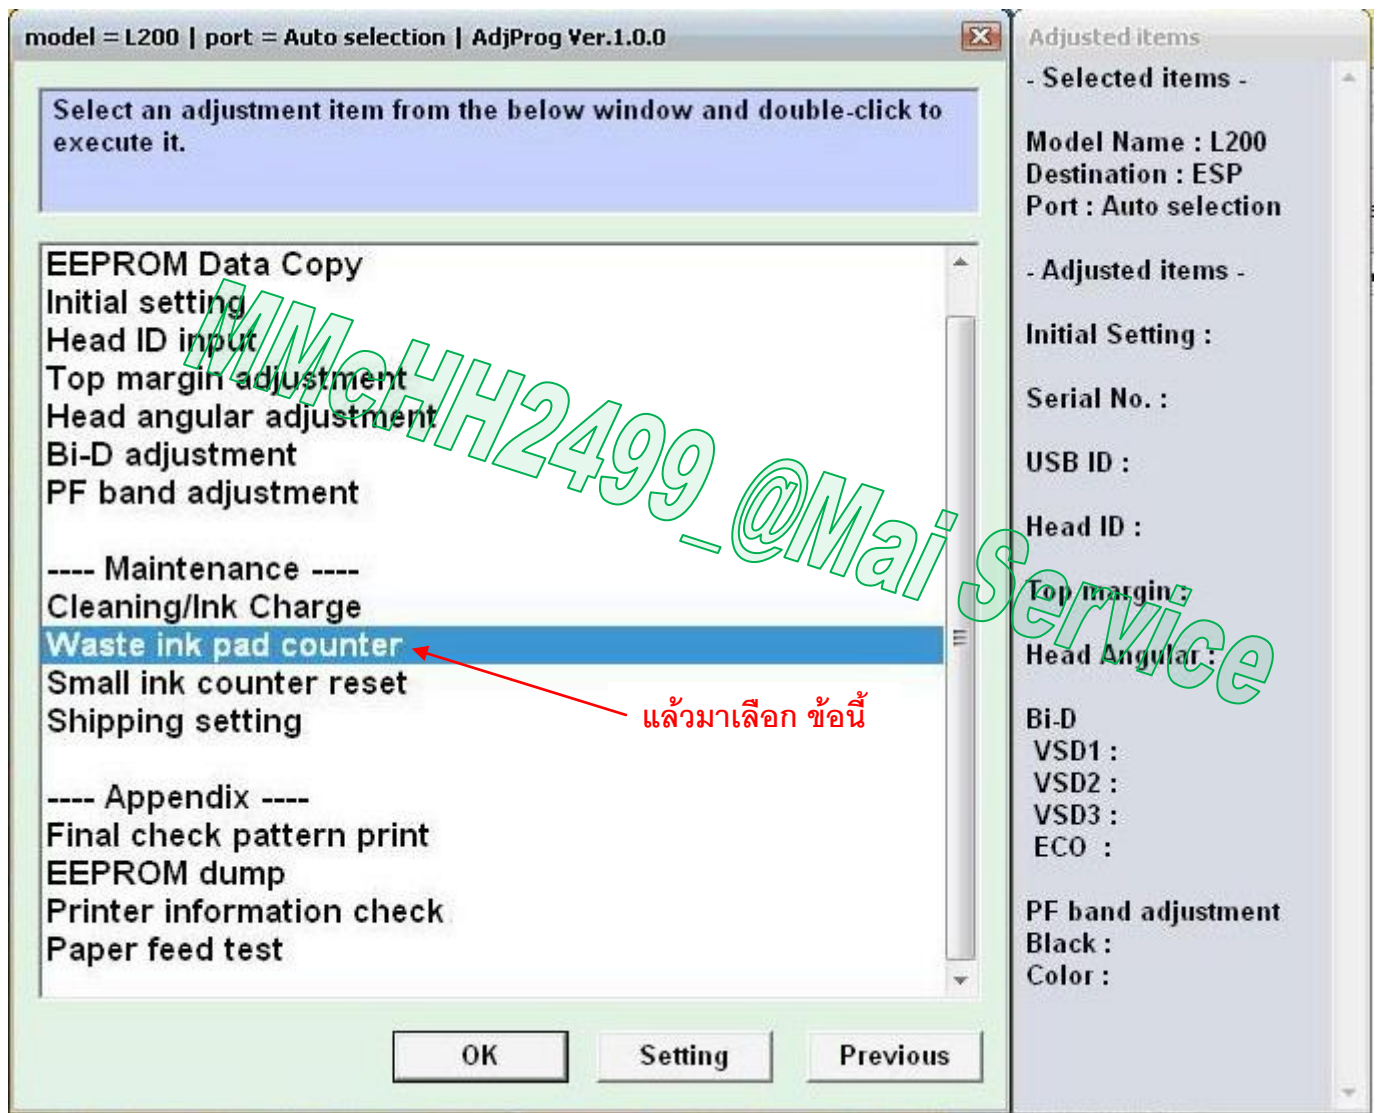 model = L200 | port = Auto selection | AdjProg Ver.1.0.0
Select an adjustment item from the below window and double-click to
execute it.
EEPROM Data Copy
Initial setting
Head ID input
Top margin adjustment
Head angular adjustment
Bi-D adjustment
PF band adjustment
---- Maintenance ----
Cleaning/Ink Charge
Waste ink pad counter
Small ink counter reset
Shipping setting
---- Appendix ----
Final check pattern print
EEPROM dump
Printer information check
Paper feed test
แล้วมาเลือก ข้อนี้
MMcHH2499_@Mai Service
OK
Setting
Previous
Adjusted items
- Selected items -
Model Name : L200
Destination : ESP
Port : Auto selection
- Adjusted items -
Initial Setting :
Serial No. :
USB ID :
Head ID :
Top margin :
Head Angular :
Bi-D
VSD1 :
VSD2 :
VSD3 :
ECO :
PF band adjustment
Black :
Color :